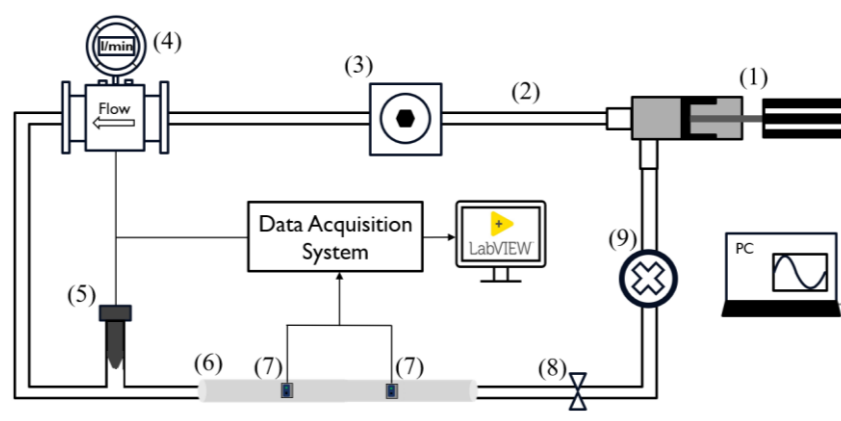 (4)
l/min
(3)
(2)
(1)
Flow
Data Acquisition
System
+
LabVIEW
(9)
PC
(5)
(6)
(7)
(7)
(8)